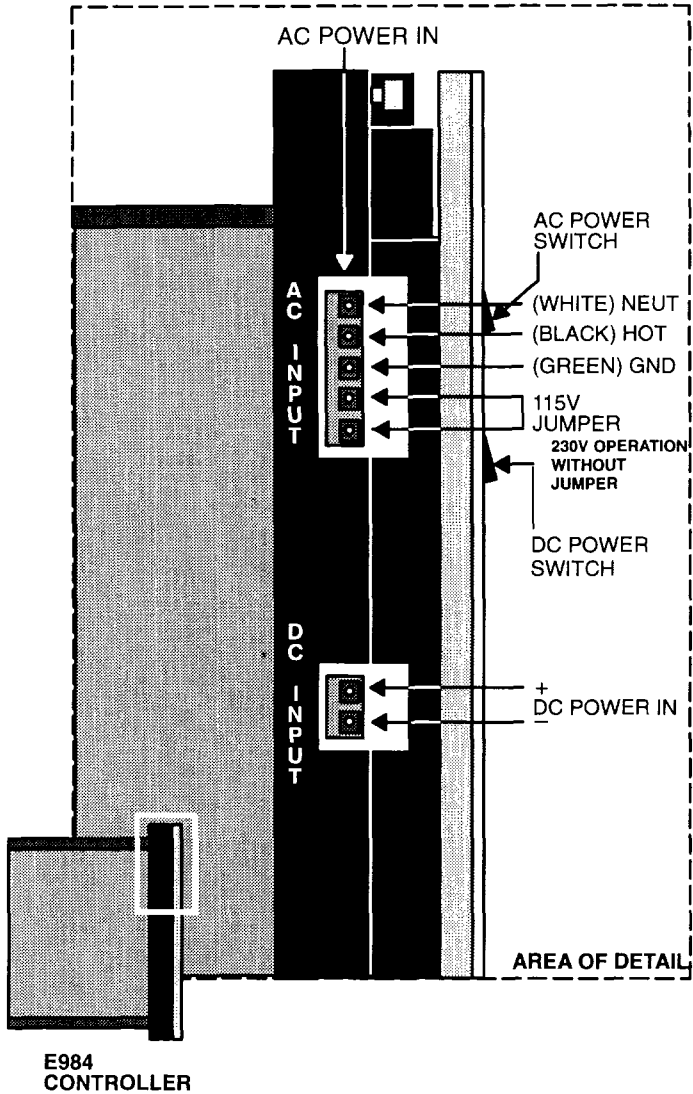 AC POWER IN
AC POWER
SWITCH
AC INPUT
(WHITE) NEUT
(BLACK) HOT
(GREEN) GND
115V
JUMPER
230V OPERATION
WITHOUT
JUMPER
DC POWER
SWITCH
DC INPUT
+
DC POWER IN
−
AREA OF DETAIL
E984
CONTROLLER